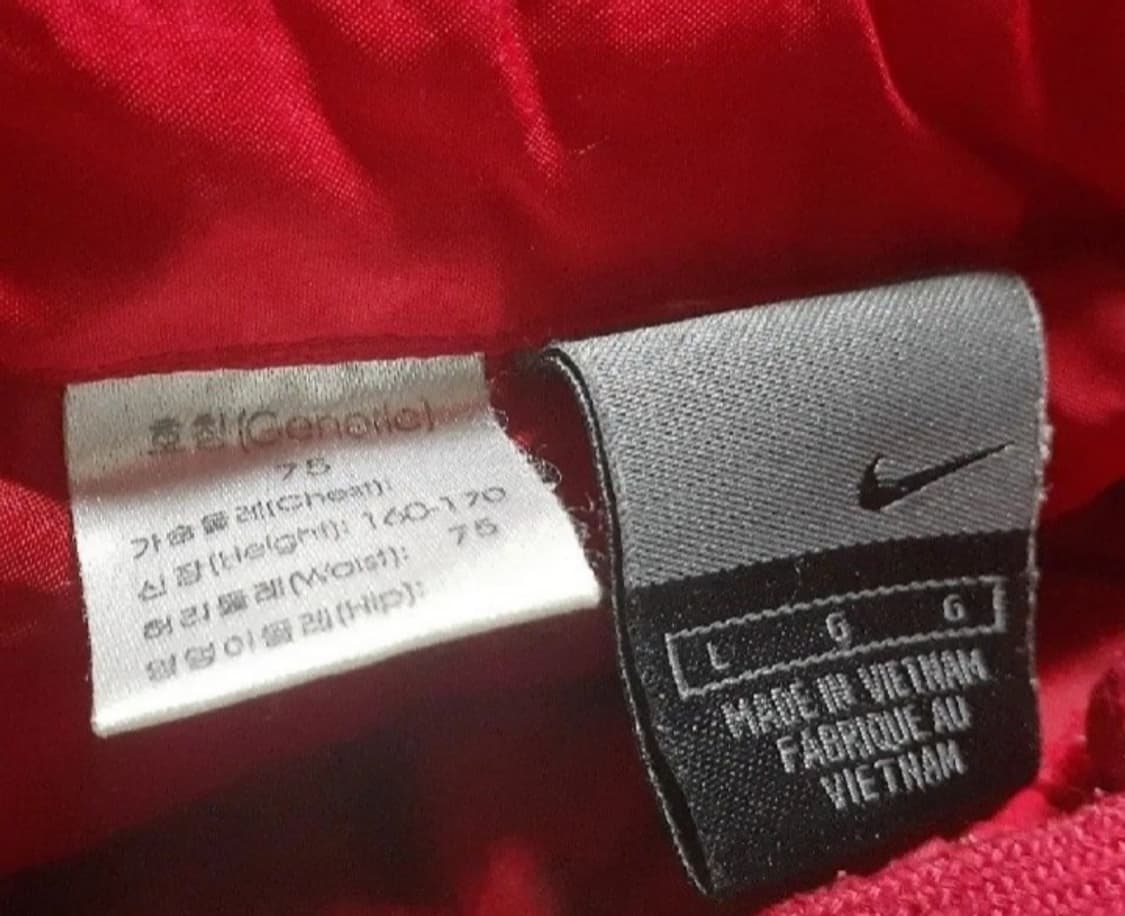 호칭(Genorle)
75
가슴둘레(Chest):
신장(Height): 160-170
허리둘레(Waist): 75
엉덩이둘레(Hip):
L G G
MADE IN VIETNAM
FABRIQUE AU
VIETNAM